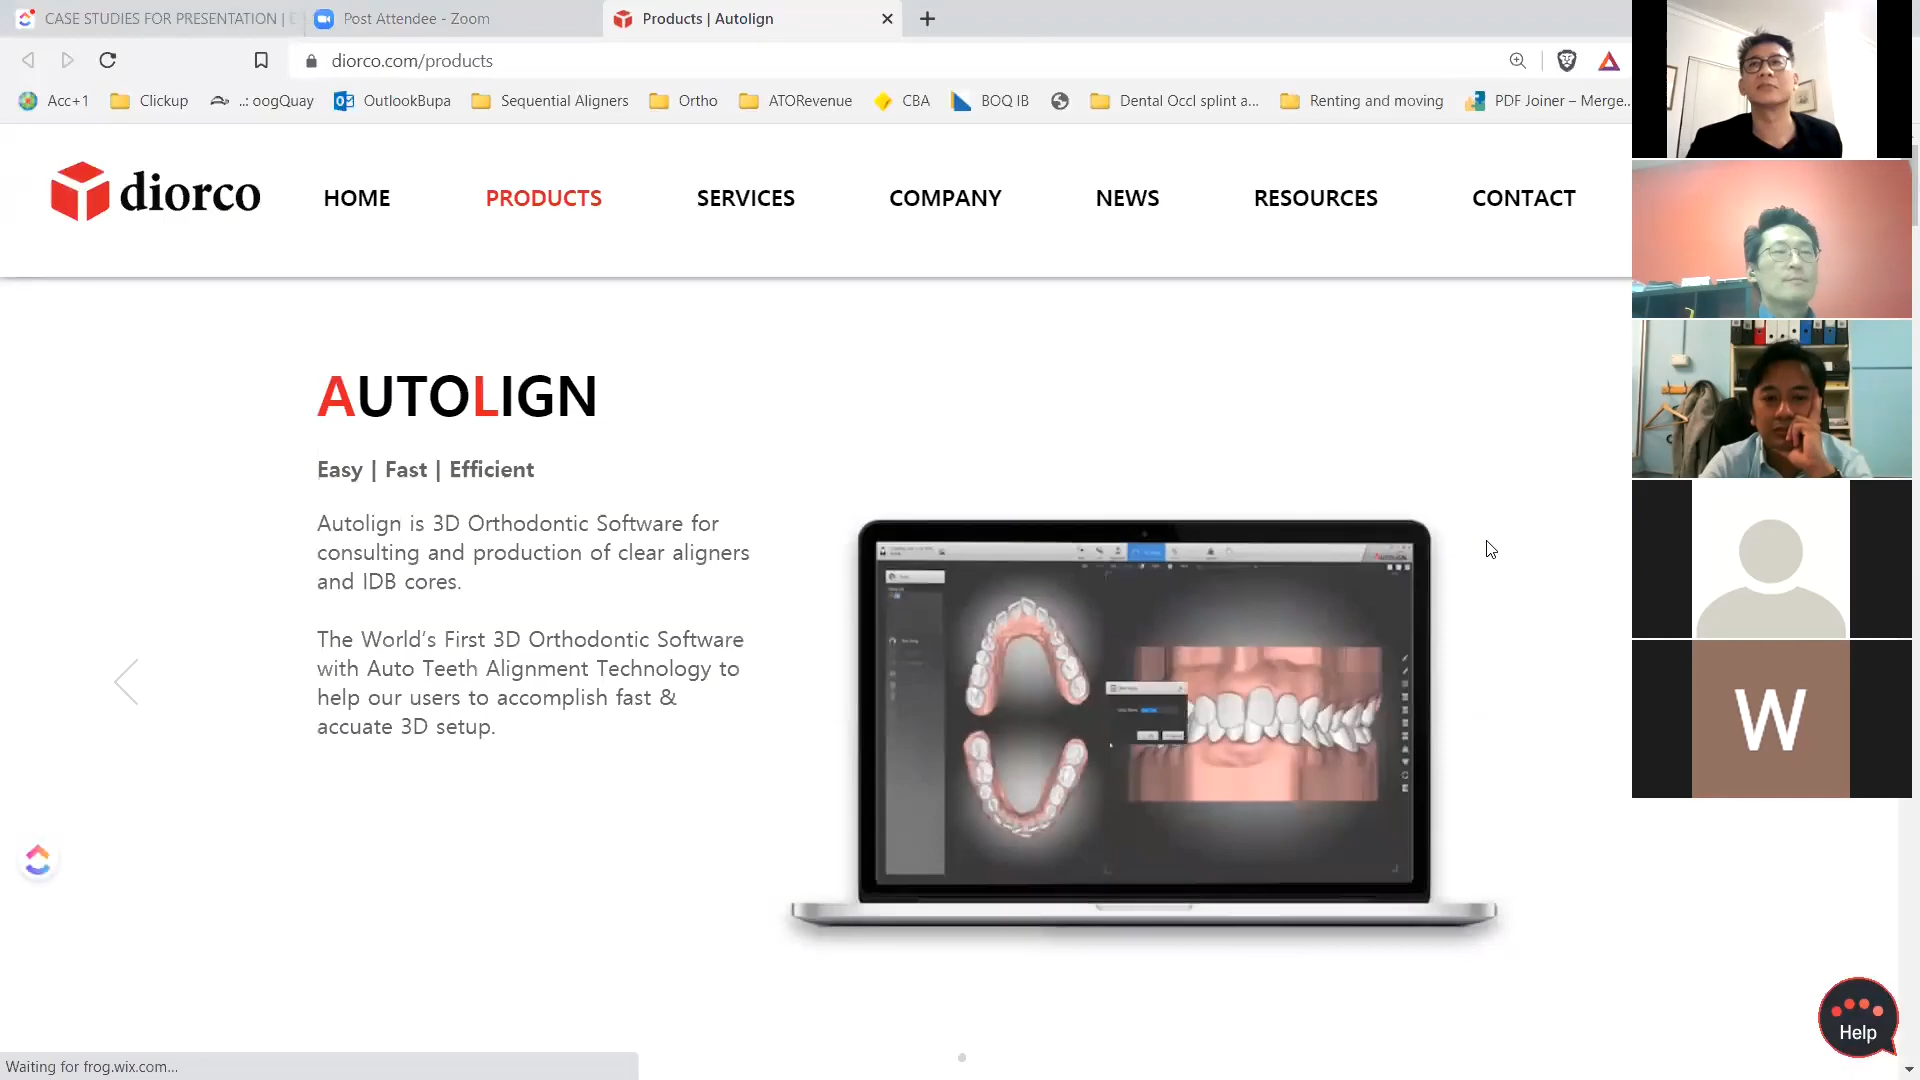 CASE STUDIES FOR PRESENTATION |
Post Attendee - Zoom
Products | Autolign
diorco.com/products
Acc+1
Clickup
..: oogQuay
OutlookBupa
Sequential Aligners
Ortho
ATORevenue
CBA
BOQ IB
Dental Occl splint a...
Renting and moving
PDF Joiner – Merge...
diorco
HOME
PRODUCTS
SERVICES
COMPANY
NEWS
RESOURCES
CONTACT
AUTOLIGN
Easy | Fast | Efficient
Autolign is 3D Orthodontic Software for
consulting and production of clear aligners
and IDB cores.
The World's First 3D Orthodontic Software
with Auto Teeth Alignment Technology to
help our users to accomplish fast &
accuate 3D setup.
W
Help
Waiting for frog.wix.com...